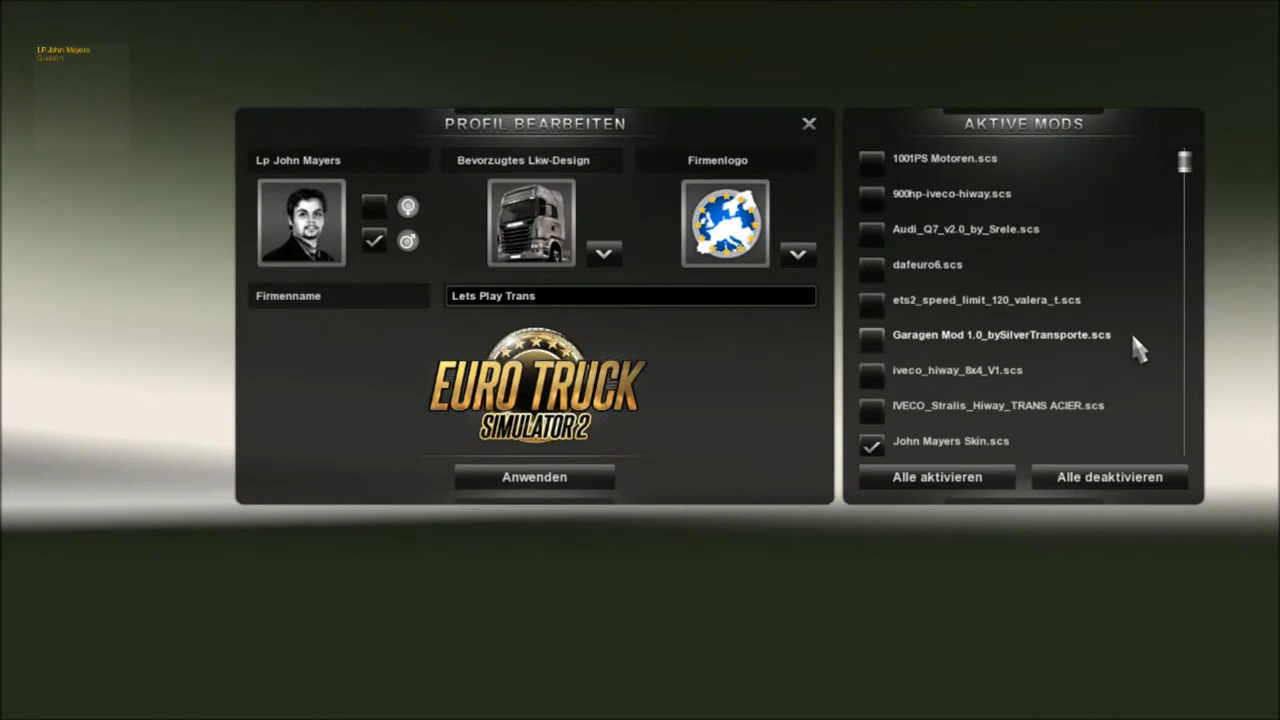 LP John Mayers
PROFIL BEARBEITEN
Lp John Mayers
Bevorzugtes Lkw-Design
Firmenlogo
Firmenname
Lets Play Trans
EURO TRUCK
SIMULATOR 2
Anwenden
AKTIVE MODS
1001PS Motoren.scs
900hp-iveco-hiway.scs
Audi_Q7_v2.0_by_Srele.scs
dafeuro6.scs
ets2_speed_limit_120_valera_t.scs
Garagen Mod 1.0_bySilverTransporte.scs
iveco_hiway_8x4_V1.scs
IVECO_Stralis_Hiway_TRANS ACIER.scs
John Mayers Skin.scs
Alle aktivieren
Alle deaktivieren